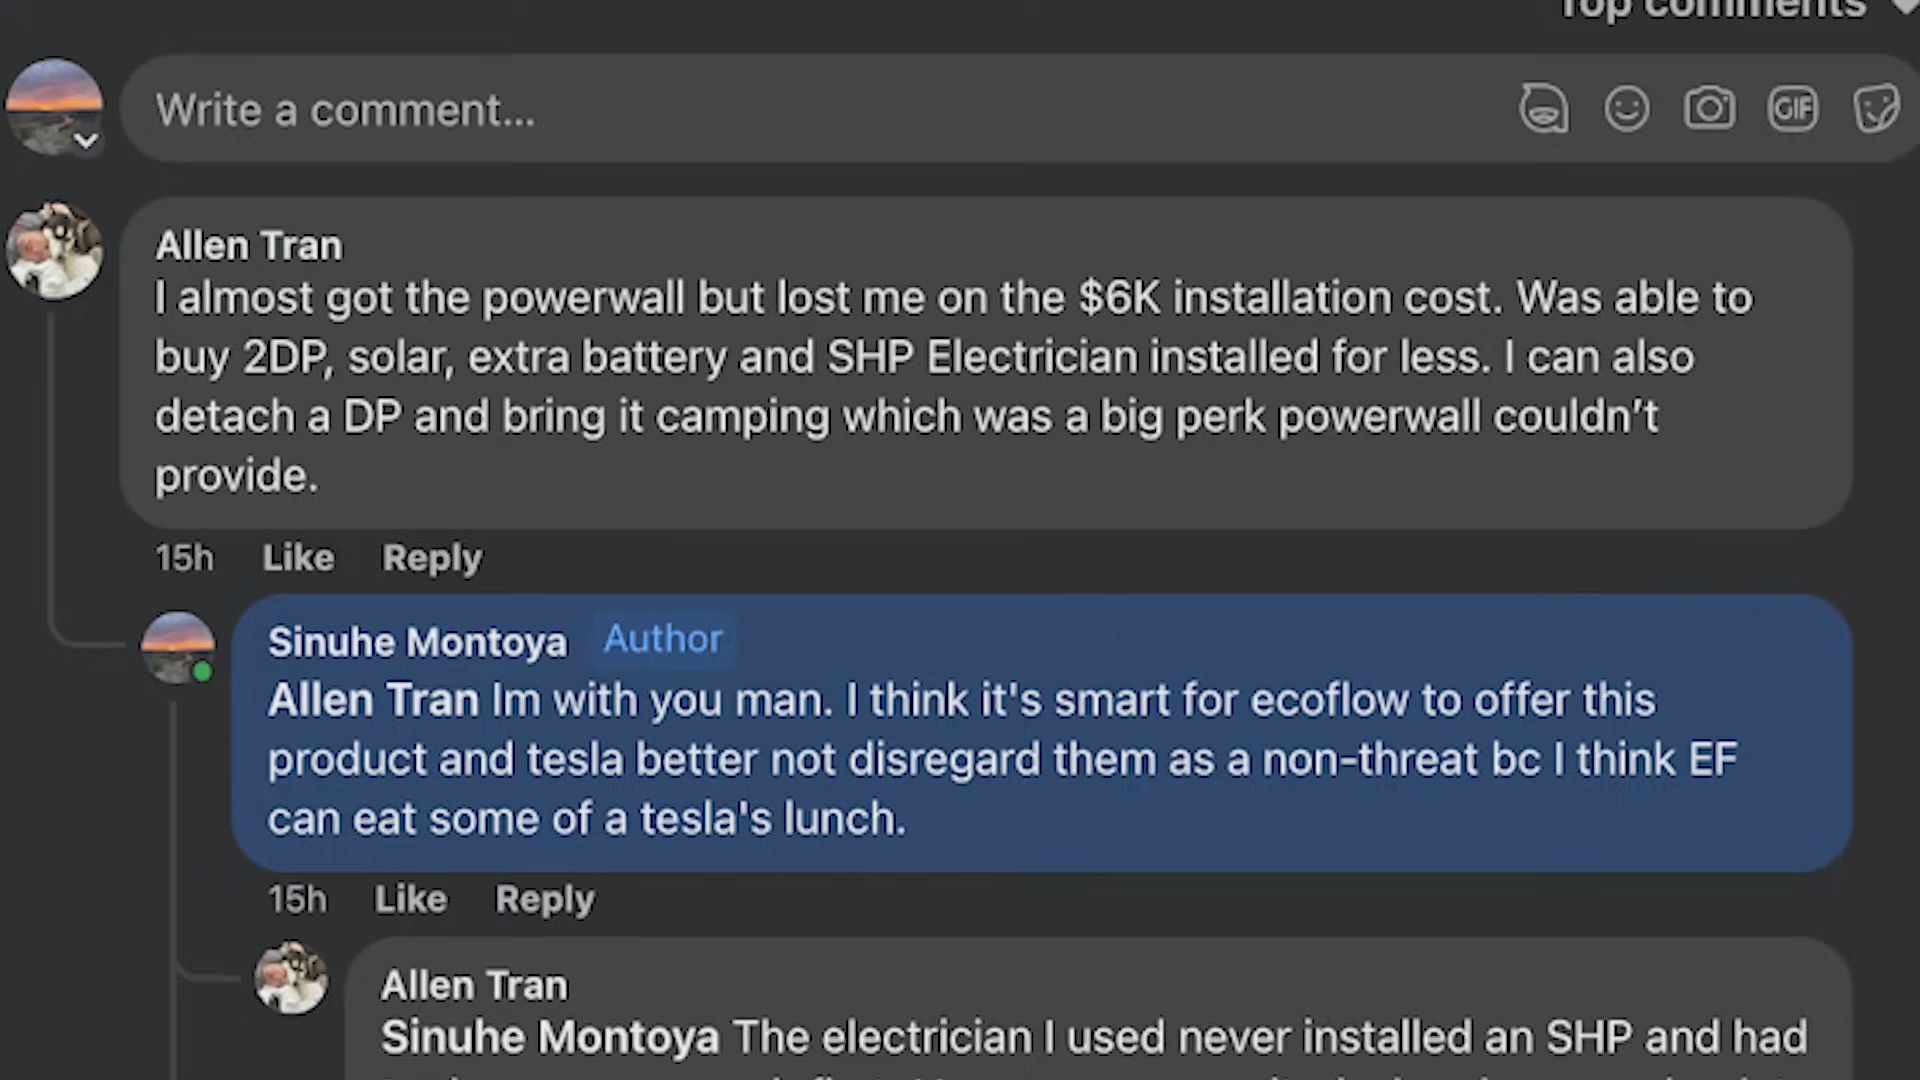 Top comments
Write a comment...
GIF
Allen Tran
I almost got the powerwall but lost me on the $6K installation cost. Was able to
buy 2DP, solar, extra battery and SHP Electrician installed for less. I can also
detach a DP and bring it camping which was a big perk powerwall couldn’t
provide.
15h Like Reply
Sinuhe Montoya Author
Allen Tran Im with you man. I think it's smart for ecoflow to offer this
product and tesla better not disregard them as a non-threat bc I think EF
can eat some of a tesla's lunch.
15h Like Reply
Allen Tran
Sinuhe Montoya The electrician I used never installed an SHP and had